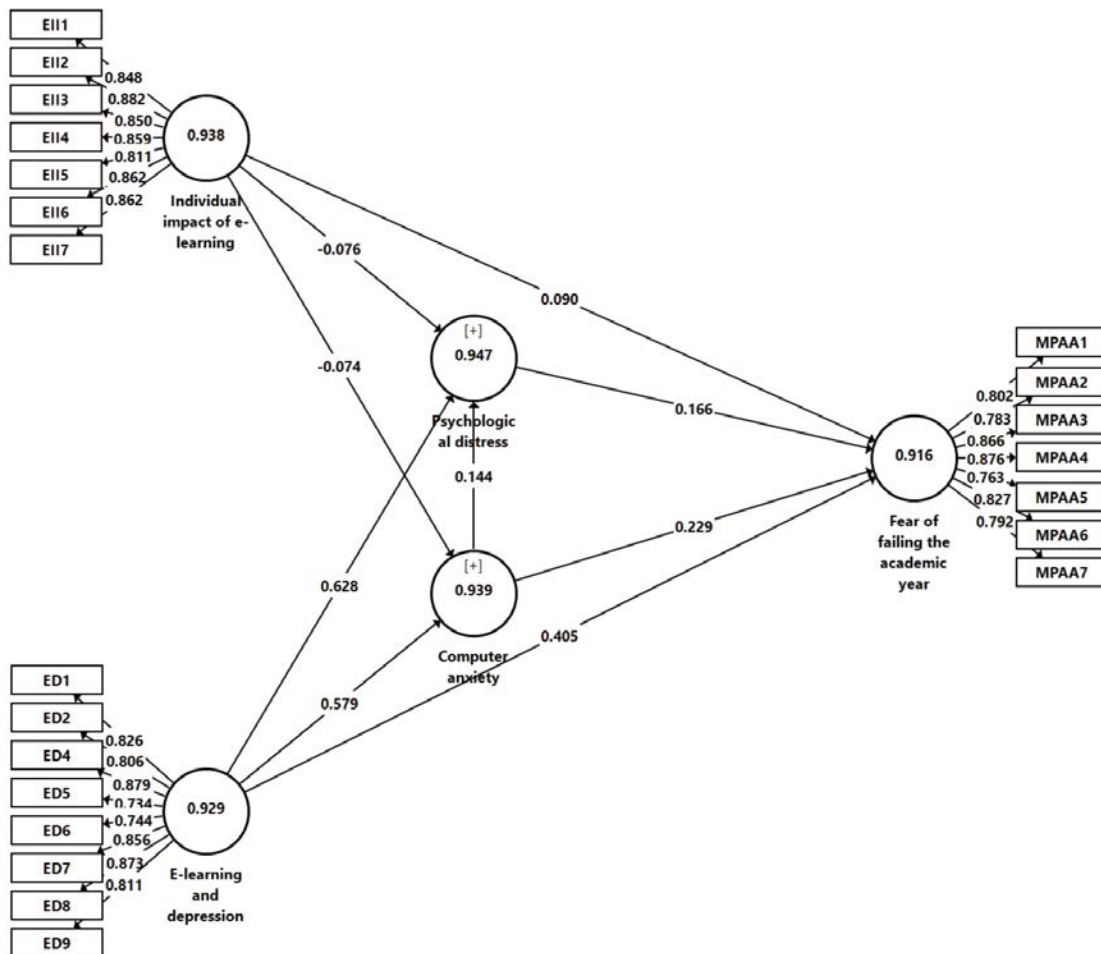 EII1
EII2
EII3
EII4
EII5
EII6
EII7
0.848
0.882
0.850
0.859
0.811
0.862
0.862
0.938
Individual
impact of e-
learning
-0.076
0.090
-0.074
[+]
0.947
Psychologic
al distress
0.166
0.144
[+]
0.939
Computer
anxiety
0.229
0.628
0.579
0.405
0.916
Fear of
failing the
academic
year
MPAA1
MPAA2
MPAA3
MPAA4
MPAA5
MPAA6
MPAA7
0.802
0.783
0.866
0.876
0.763
0.827
0.792
ED1
ED2
ED4
ED5
ED6
ED7
ED8
ED9
0.826
0.806
0.879
0.734
0.744
0.856
0.873
0.811
0.929
E-learning
and
depression